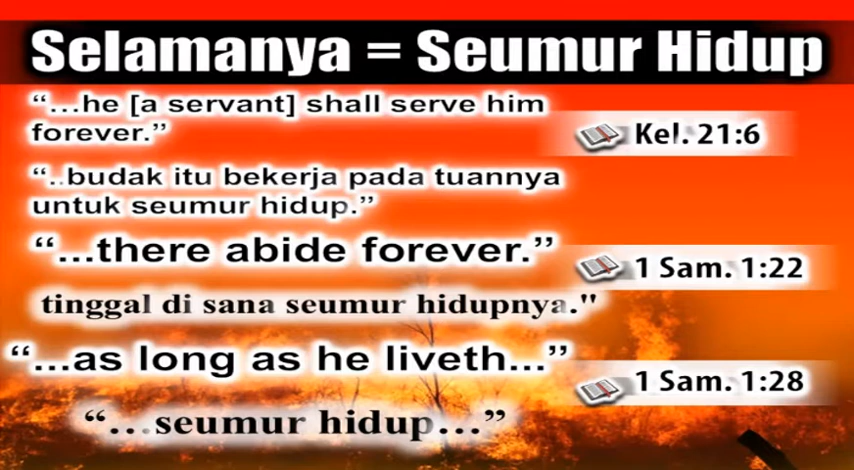 Selamanya = Seumur Hidup
“...he [a servant] shall serve him
forever.”
Kel. 21:6
“..budak itu bekerja pada tuannya
untuk seumur hidup.”
“...there abide forever.”
1 Sam. 1:22
tinggal di sana seumur hidupnya."
“...as long as he liveth...”
1 Sam. 1:28
“...seumur hidup...”